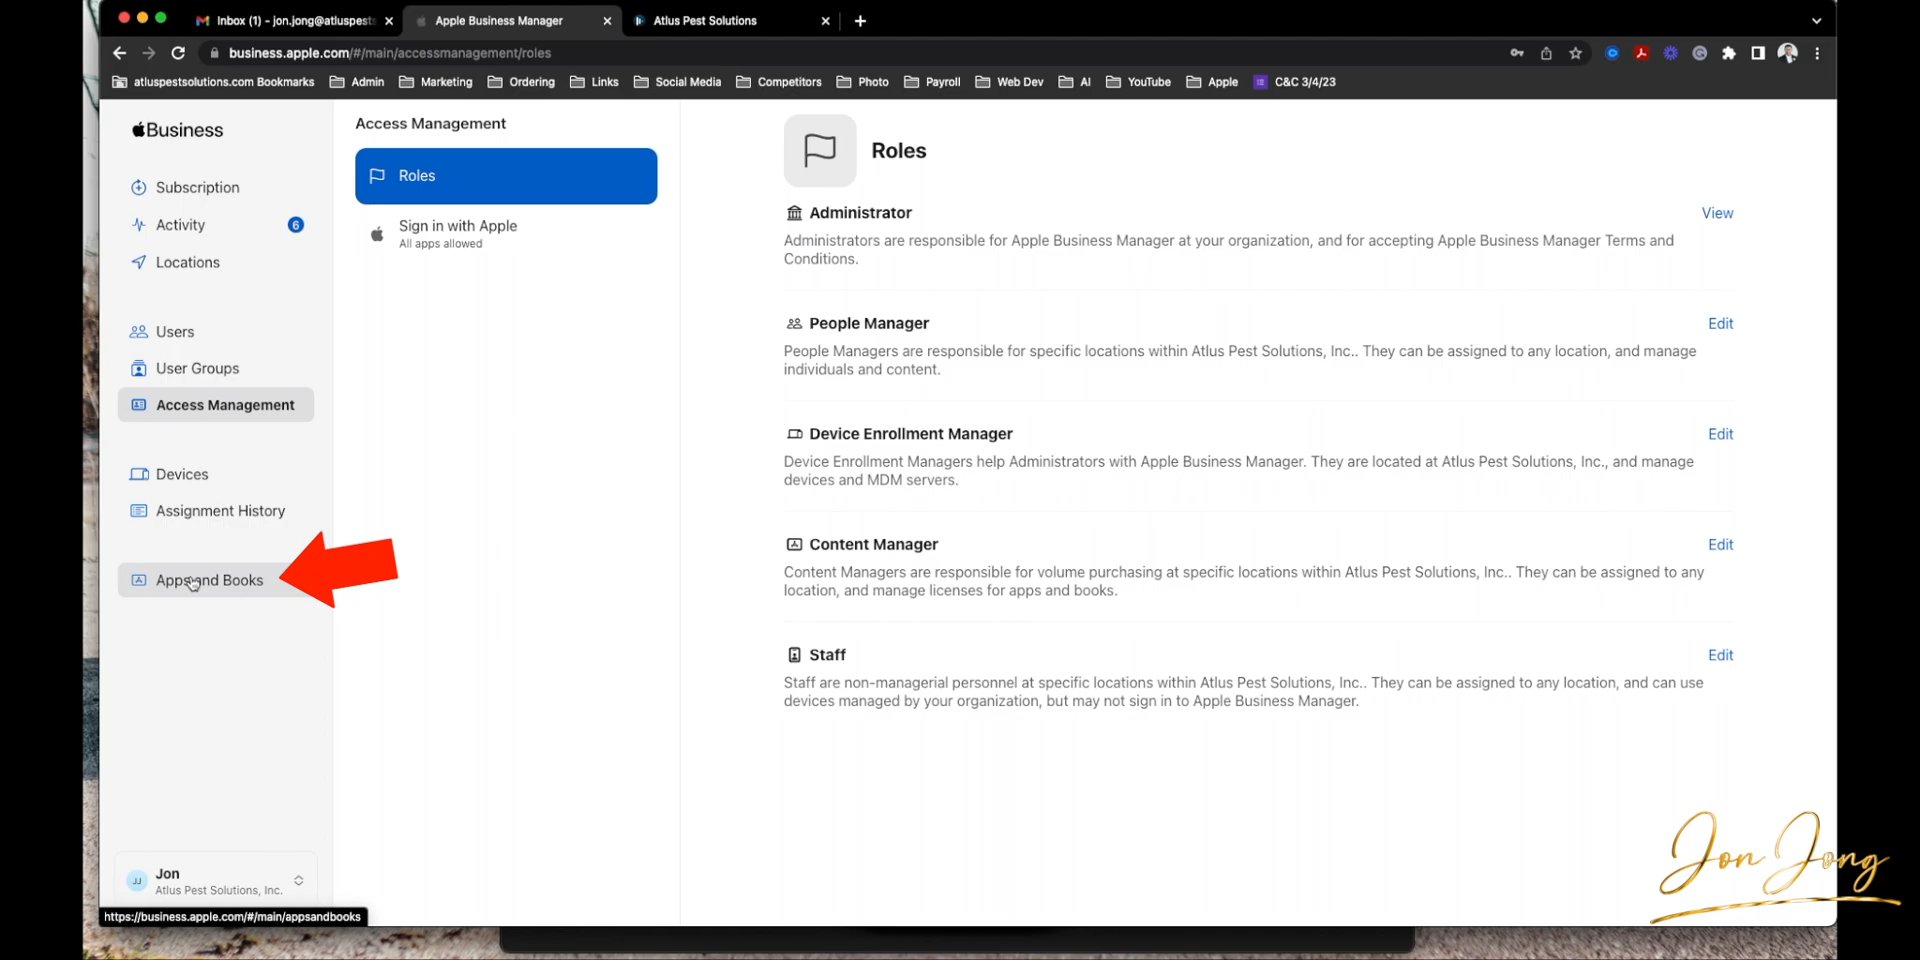 Inbox (1) - jon.jong@atluspests
Apple Business Manager
Atlus Pest Solutions
business.apple.com/#/main/accessmanagement/roles
atluspestsolutions.com Bookmarks
Admin
Marketing
Ordering
Links
Social Media
Competitors
Photo
Payroll
Web Dev
AI
YouTube
Apple
C&C 3/4/23
Business
Subscription
Activity
6
Locations
Users
User Groups
Access Management
Devices
Assignment History
Apps and Books
JJ
Jon
Atlus Pest Solutions, Inc.
https://business.apple.com/#/main/appsandbooks
Access Management
Roles
Sign in with Apple
All apps allowed
Roles
Administrator
View
Administrators are responsible for Apple Business Manager at your organization, and for accepting Apple Business Manager Terms and
Conditions.
People Manager
Edit
People Managers are responsible for specific locations within Atlus Pest Solutions, Inc.. They can be assigned to any location, and manage
individuals and content.
Device Enrollment Manager
Edit
Device Enrollment Managers help Administrators with Apple Business Manager. They are located at Atlus Pest Solutions, Inc., and manage
devices and MDM servers.
Content Manager
Edit
Content Managers are responsible for volume purchasing at specific locations within Atlus Pest Solutions, Inc.. They can be assigned to any
location, and manage licenses for apps and books.
Staff
Edit
Staff are non-managerial personnel at specific locations within Atlus Pest Solutions, Inc.. They can be assigned to any location, and can use
devices managed by your organization, but may not sign in to Apple Business Manager.
Jon Jong